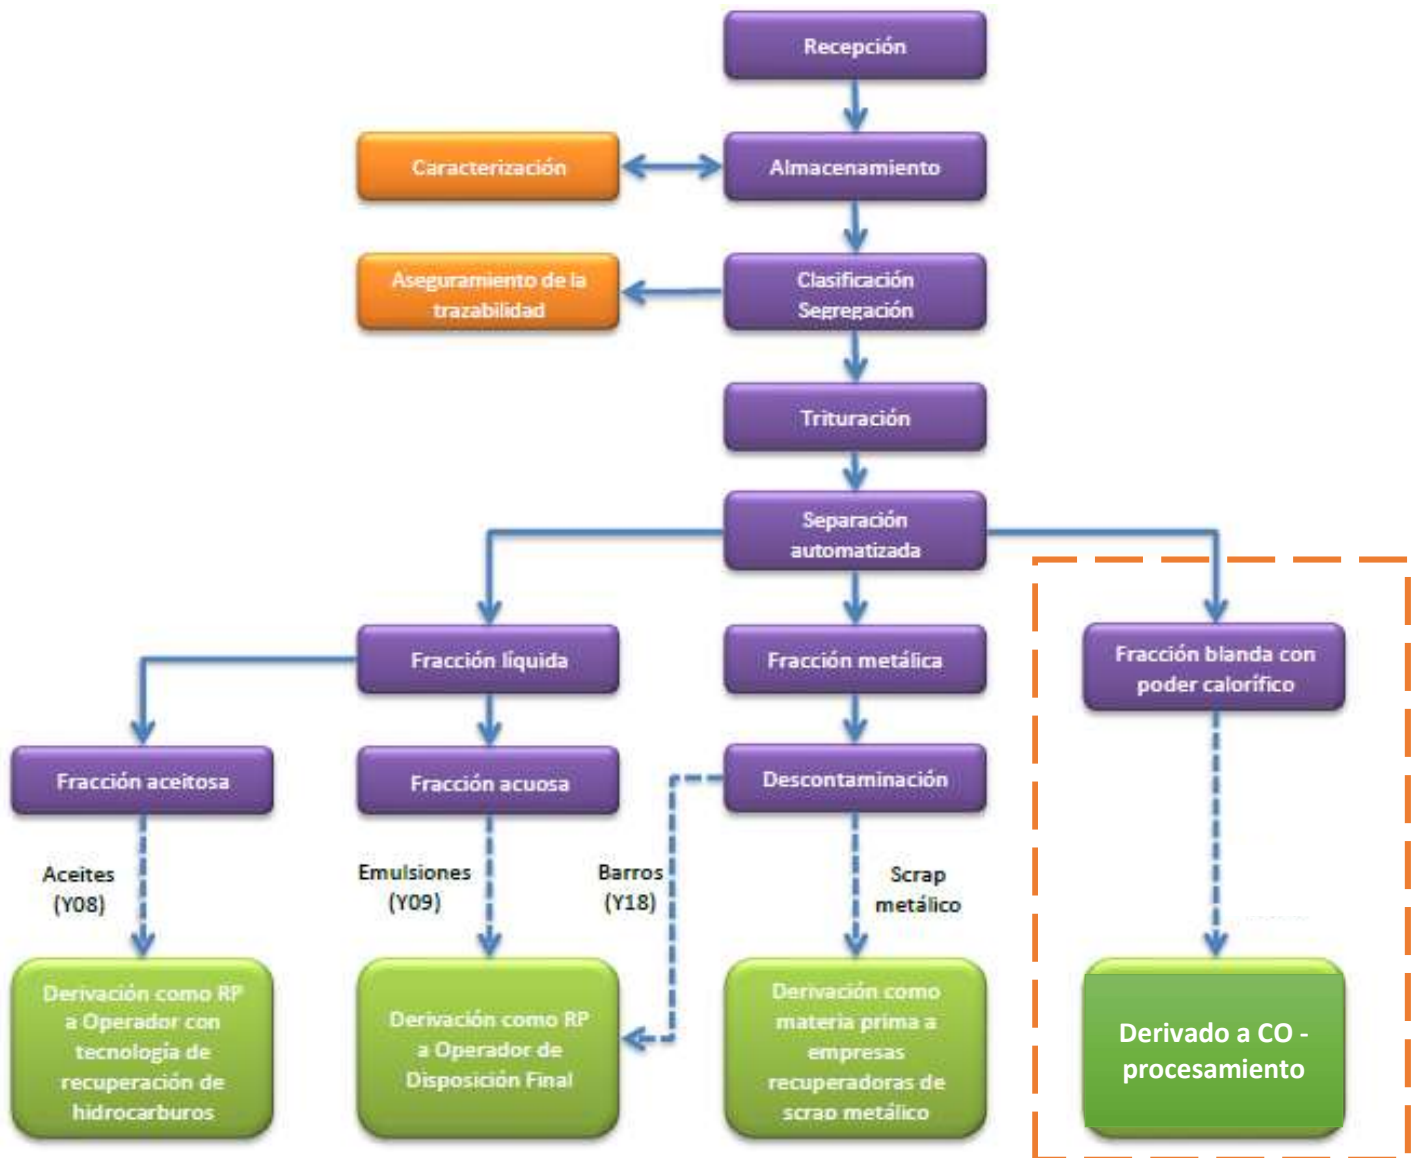 Recepción
Caracterización
Almacenamiento
Aseguramiento de la
trazabilidad
Clasificación
Segregación
Trituración
Separación
automatizada
Fracción líquida
Fracción metálica
Fracción blanda con
poder calorífico
Fracción aceitosa
Fracción acuosa
Descontaminación
Aceites
(Y08)
Emulsiones
(Y09)
Barros
(Y18)
Scrap
metálico
Derivación como RP
a Operador con
tecnología de
recuperación de
hidrocarburos
Derivación como RP
a Operador de
Disposición Final
Derivación como
materia prima a
empresas
recuperadoras de
scrap metálico
Derivado a CO -
procesamiento